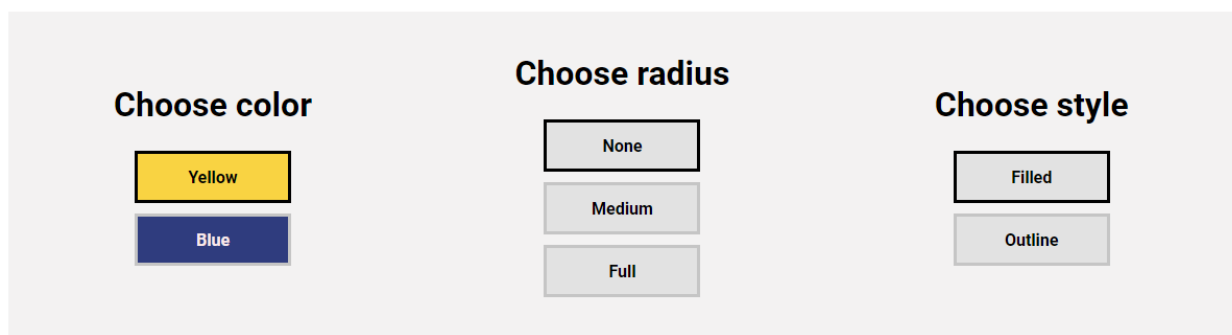 Choose color
Yellow
Blue
Choose radius
None
Medium
Full
Choose style
Filled
Outline